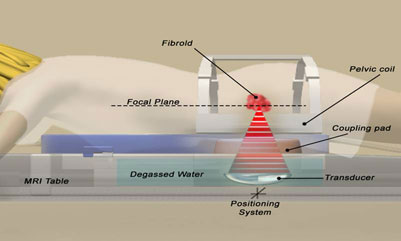 Fibrold
Pelvic coil
Focal Plane
Coupling pad
MRI Table
Degassed Water
Transducer
Positioning
System